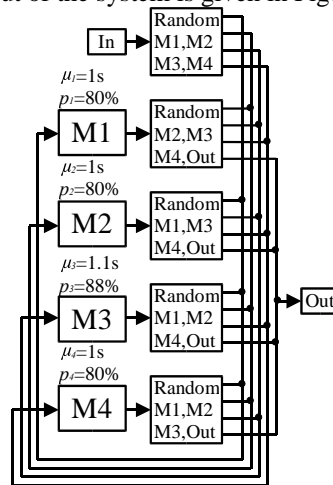 ut of the system is given in Fig
In
Random
M1,M2
M3,M4
μ1=1s
p1=80%
M1
Random
M2,M3
M4,Out
μ2=1s
p2=80%
M2
Random
M1,M3
M4,Out
μ3=1.1s
p3=88%
M3
Random
M1,M2
M4,Out
Out
μ4=1s
p4=80%
M4
Random
M1,M2
M3,Out